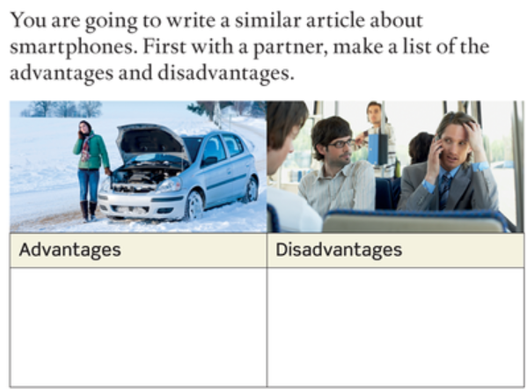 You are going to write a similar article about
smartphones. First with a partner, make a list of the
advantages and disadvantages.
Advantages
Disadvantages